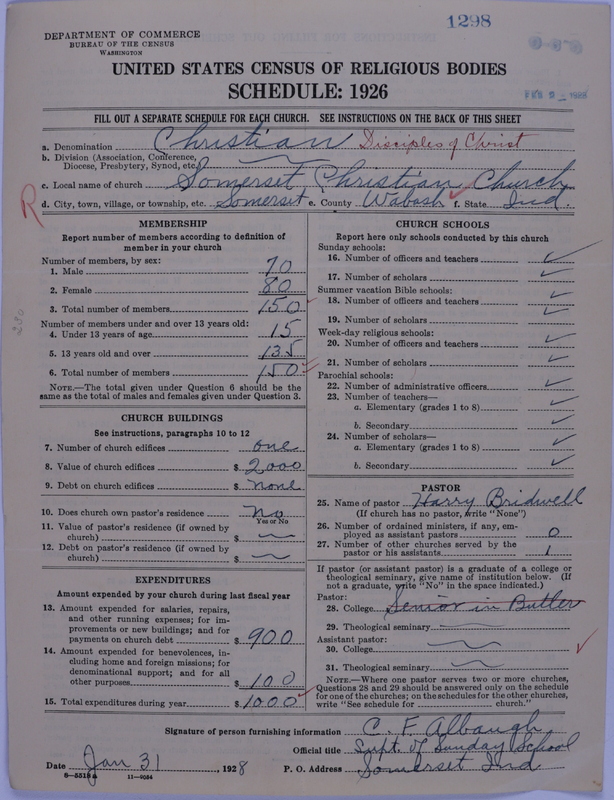 1298
DEPARTMENT OF COMMERCE
BUREAU OF THE CENSUS
WASHINGTON
UNITED STATES CENSUS OF RELIGIOUS BODIES
SCHEDULE: 1926
FILL OUT A SEPARATE SCHEDULE FOR EACH CHURCH. SEE INSTRUCTIONS ON THE BACK OF THIS SHEET
a. Denomination Christian Disciples of Christ
b. Division (Association, Conference,
Diocese, Presbytery, Synod, etc.)
c. Local name of church Somerset Christian Church
d. City, town, village, or township, etc. Somerset e. County Wabash f. State Ind.
R
MEMBERSHIP
Report number of members according to definition of
member in your church
Number of members, by sex:
1. Male 70
2. Female 80
3. Total number of members 150
Number of members under and over 13 years old:
4. Under 13 years of age 15
5. 13 years old and over 135
6. Total number of members 150
NOTE.—The total given under Question 6 should be the
same as the total of males and females given under Question 3.
CHURCH BUILDINGS
See instructions, paragraphs 10 to 12
7. Number of church edifices one
8. Value of church edifices $ 2000
9. Debt on church edifices $ none
10. Does church own pastor's residence No
Yes or No
11. Value of pastor's residence (if owned by
church) $
12. Debt on pastor's residence (if owned by
church) $
EXPENDITURES
Amount expended by your church during last fiscal year
13. Amount expended for salaries, repairs,
and other running expenses; for im-
provements or new buildings; and for
payments on church debt $ 900
14. Amount expended for benevolences, in-
cluding home and foreign missions; for
denominational support; and for all
other purposes $ 100
15. Total expenditures during year $ 1000
CHURCH SCHOOLS
Report here only schools conducted by this church
Sunday schools:
16. Number of officers and teachers
17. Number of scholars
Summer vacation Bible schools:
18. Number of officers and teachers
19. Number of scholars
Week-day religious schools:
20. Number of officers and teachers
21. Number of scholars
Parochial schools:
22. Number of administrative officers
23. Number of teachers—
a. Elementary (grades 1 to 8)
b. Secondary
24. Number of scholars—
a. Elementary (grades 1 to 8)
b. Secondary
PASTOR
25. Name of pastor Harry Bridwell
(If church has no pastor, write "None")
26. Number of ordained ministers, if any, em-
ployed as assistant pastors 0
27. Number of other churches served by the
pastor or his assistants 1
If pastor (or assistant pastor) is a graduate of a college or
theological seminary, give name of institution below. (If
not a graduate, write "No" in the space indicated.)
Pastor:
28. College Senior in Butler
29. Theological seminary
Assistant pastor:
30. College
31. Theological seminary
NOTE.—Where one pastor serves two or more churches,
Questions 28 and 29 should be answered only on the schedule
for one of the churches; on the schedules for the other churches,
write "See schedule for ______ church."
Signature of person furnishing information C. F. Albaugh
Official title Supt. of Sunday School
Date Jan 31, 1928 P. O. Address Somerset Ind
8-5518a 11-9034